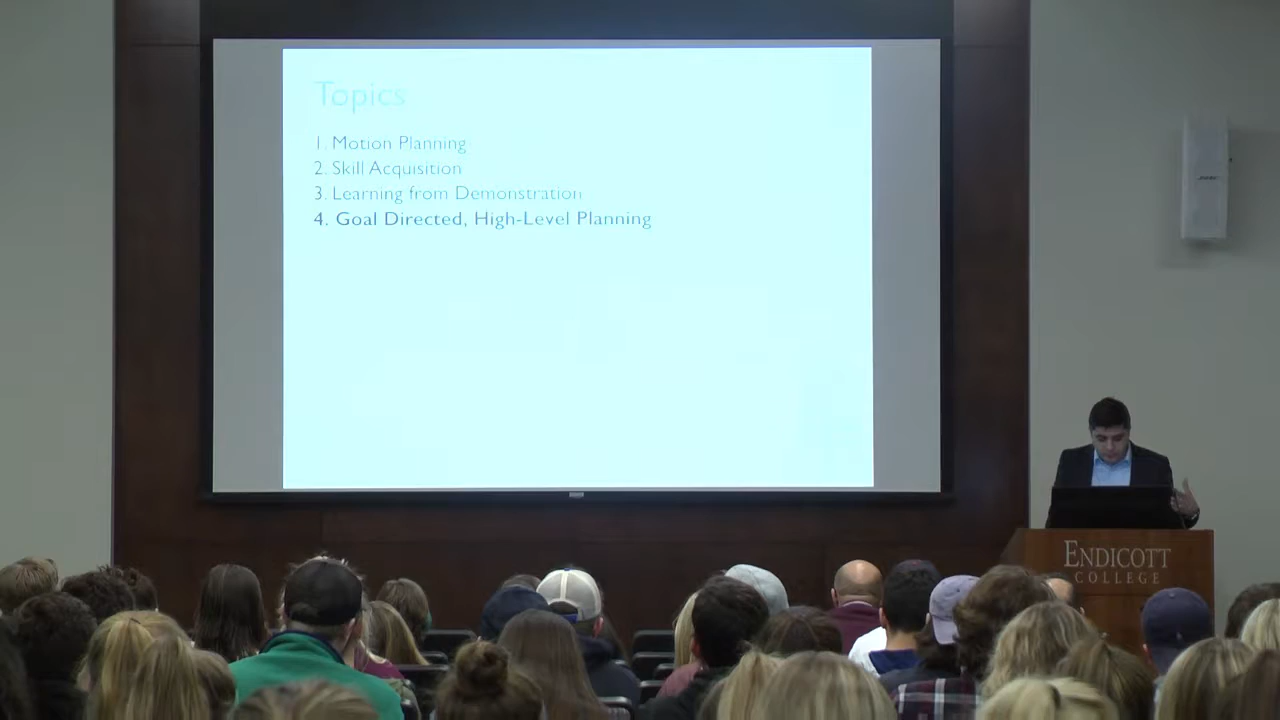 Topics
1. Motion Planning
2. Skill Acquisition
3. Learning from Demonstration
4. Goal Directed, High-Level Planning
BOSE
ENDICOTT
COLLEGE